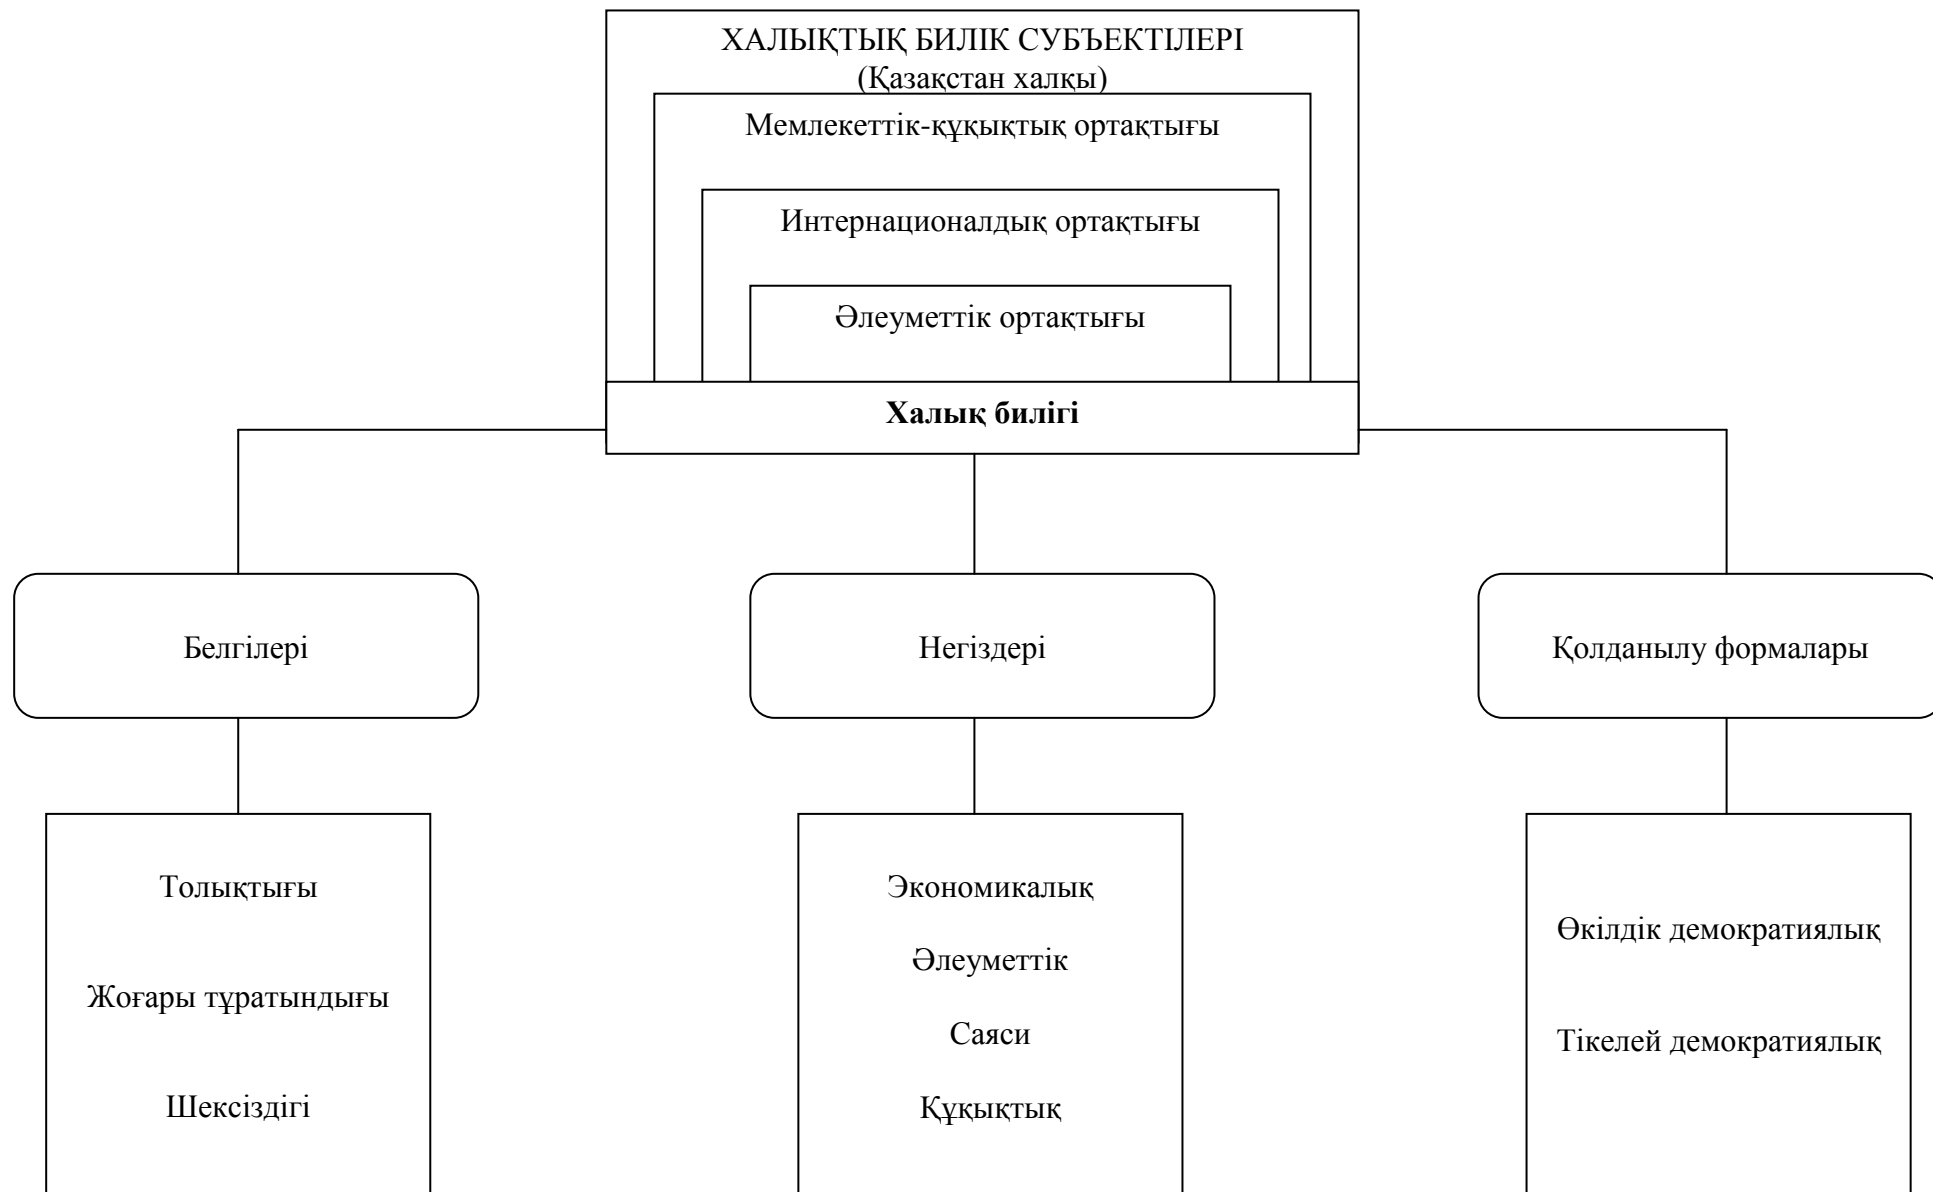 ХАЛЫҚТЫҚ БИЛІК СУБЪЕКТІЛЕРІ
(Қазақстан халқы)
Мемлекеттік-құқықтық ортақтығы
Интернационалдық ортақтығы
Әлеуметтік ортақтығы
Халық билігі
Белгілері
Негіздері
Қолданылу формалары
Толықтығы
Жоғары тұратындығы
Шексіздігі
Экономикалық
Әлеуметтік
Саяси
Құқықтық
Өкілдік демократиялық
Тікелей демократиялық